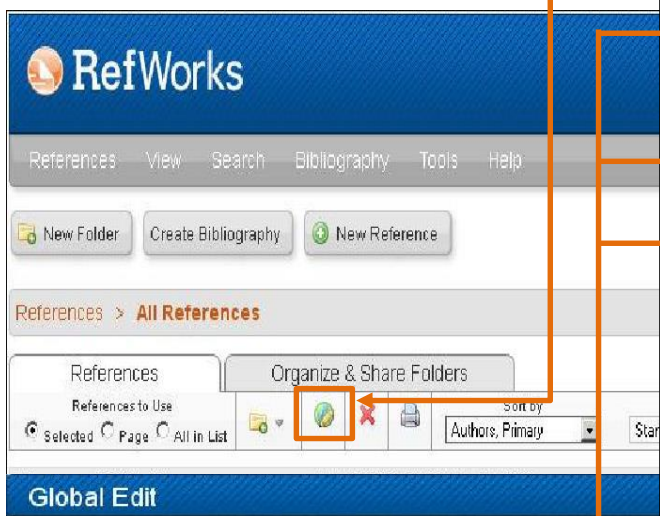 RefWorks
References View Search Bibliography Tools Help
New Folder Create Bibliography New Reference
References > All References
References Organize & Share Folders
References to Use Sort by
Selected Page All in List Authors, Primary Stan
Global Edit